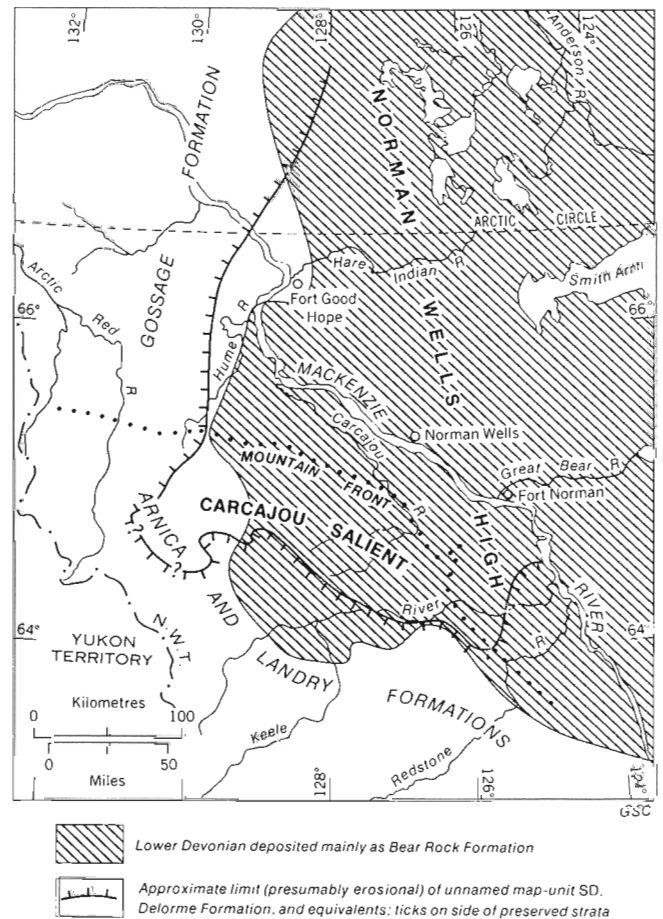 132°
130°
128°
126
124°
Anderson R
FORMATION
NORMAN
ARCTIC CIRCLE
Arctic
Red
R
GOSSAGE
Hare
Indian R.
Smith Arm
Fort Good
Hope
66°
66
Hume R
WELLS
MACKENZIE
Carcajou
R
Norman Wells
MOUNTAIN FRONT
Great Bear R.
Fort Norman
ARNICA
CARCAJOU
SALIENT
HIGH
?
?
AND
River
RIVER
64°
64
N.W.T.
YUKON
TERRITORY
LANDRY
R
FORMATIONS
Kilometres
0 100
0 50
Miles
Keele
Redstone
128°
126°
GSC
Lower Devonian deposited mainly as Bear Rock Formation
Approximate limit (presumably erosional) of unnamed map-unit SD.
Delorme Formation, and equivalents; ticks on side of preserved strata